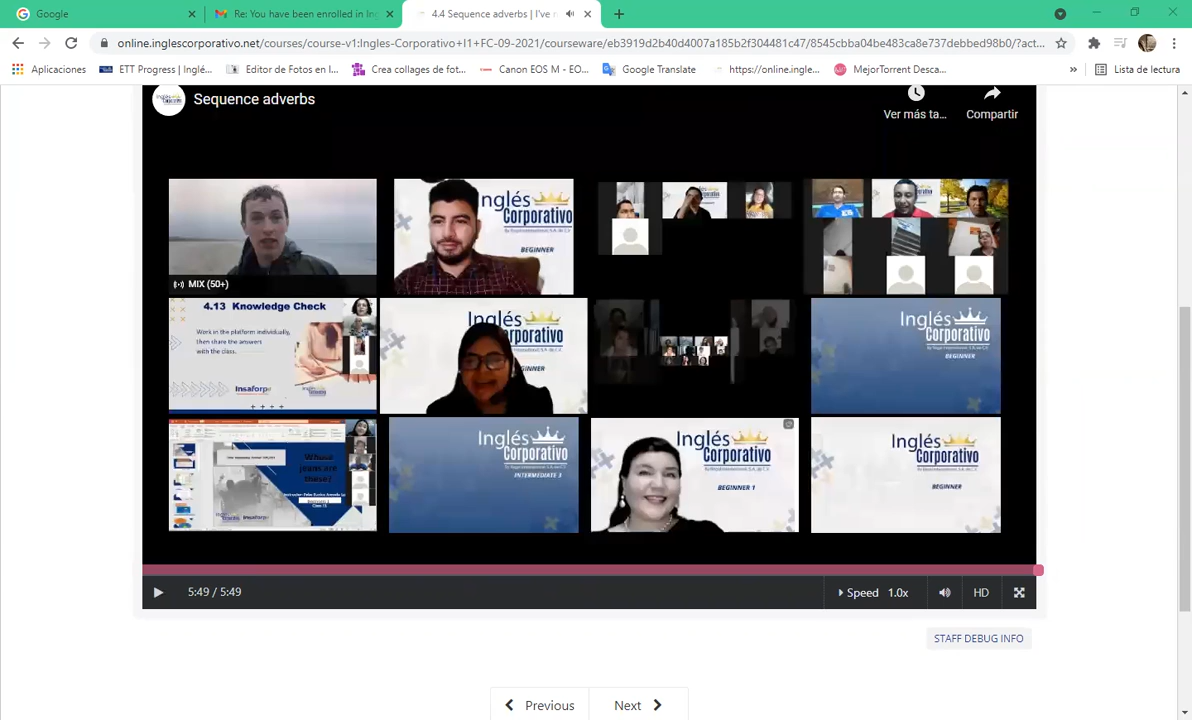 Google
Re: You have been enrolled in Ing
4.4 Sequence adverbs | I've n
online.inglescorporativo.net/courses/course-v1:Ingles-Corporativo+I1+FC-09-2021/courseware/eb3919d2b40d4007a185b2f304481c47/8545cbba04be483ca8e737debbed98b0/?act...
Aplicaciones
ETT Progress | Inglé...
Editor de Fotos en l...
Crea collages de fot...
Canon EOS M - EO...
Google Translate
https://online.ingle...
MejorTorrent Desca...
»
Lista de lectura
Sequence adverbs
Ver más ta...
Compartir
MIX (50+)
Inglés
Corporativo
BEGINNER
4.13 Knowledge Check
Work in the platform individually,
then share the answers
with the class.
Insaforp
Inglés
Corporativo
Inglés
Corporativo
BEGINNER
Whose
jeans are
these?
Inglés
Corporativo
INTERMEDIATE 3
Inglés
Corporativo
BEGINNER 1
Inglés
Corporativo
BEGINNER
5:49 / 5:49
Speed 1.0x
HD
STAFF DEBUG INFO
Previous
Next